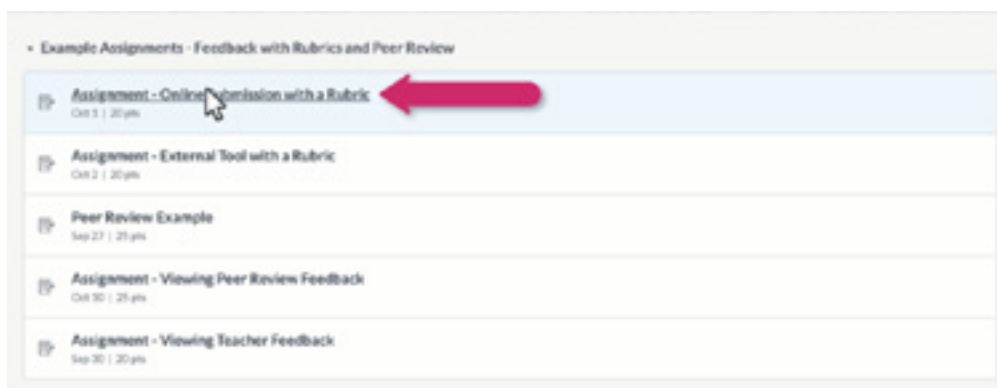 Example Assignments - Feedback with Rubrics and Peer Review
Assignment - Online Submission with a Rubric
Oct 1 | 20 pts
Assignment - External Tool with a Rubric
Oct 2 | 20 pts
Peer Review Example
Sep 27 | 25 pts
Assignment - Viewing Peer Review Feedback
Oct 10 | 25 pts
Assignment - Viewing Teacher Feedback
Sep 30 | 20 pts